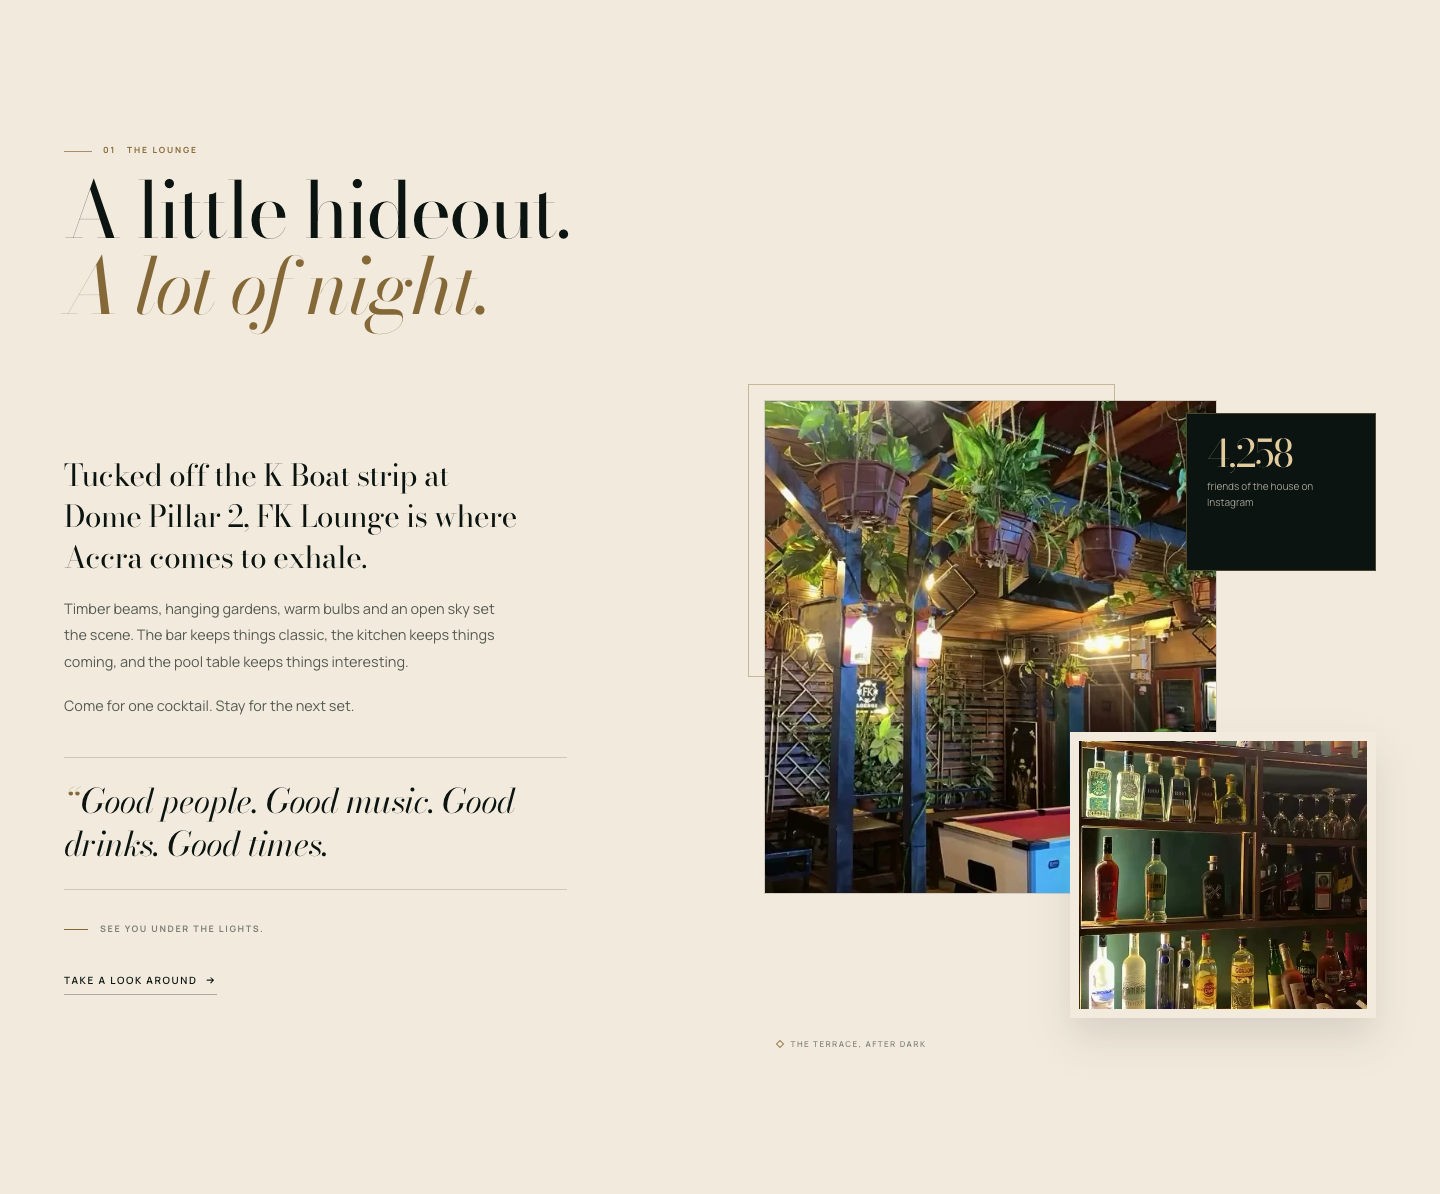 01 THE LOUNGE
A little hideout.
A lot of night.
Tucked off the K Boat strip at
Dome Pillar 2, FK Lounge is where
Accra comes to exhale.
Timber beams, hanging gardens, warm bulbs and an open sky set
the scene. The bar keeps things classic, the kitchen keeps things
coming, and the pool table keeps things interesting.
Come for one cocktail. Stay for the next set.
“Good people. Good music. Good
drinks. Good times.
SEE YOU UNDER THE LIGHTS.
TAKE A LOOK AROUND →
4,258
friends of the house on
Instagram
FK
LOUNGE
THE TERRACE, AFTER DARK